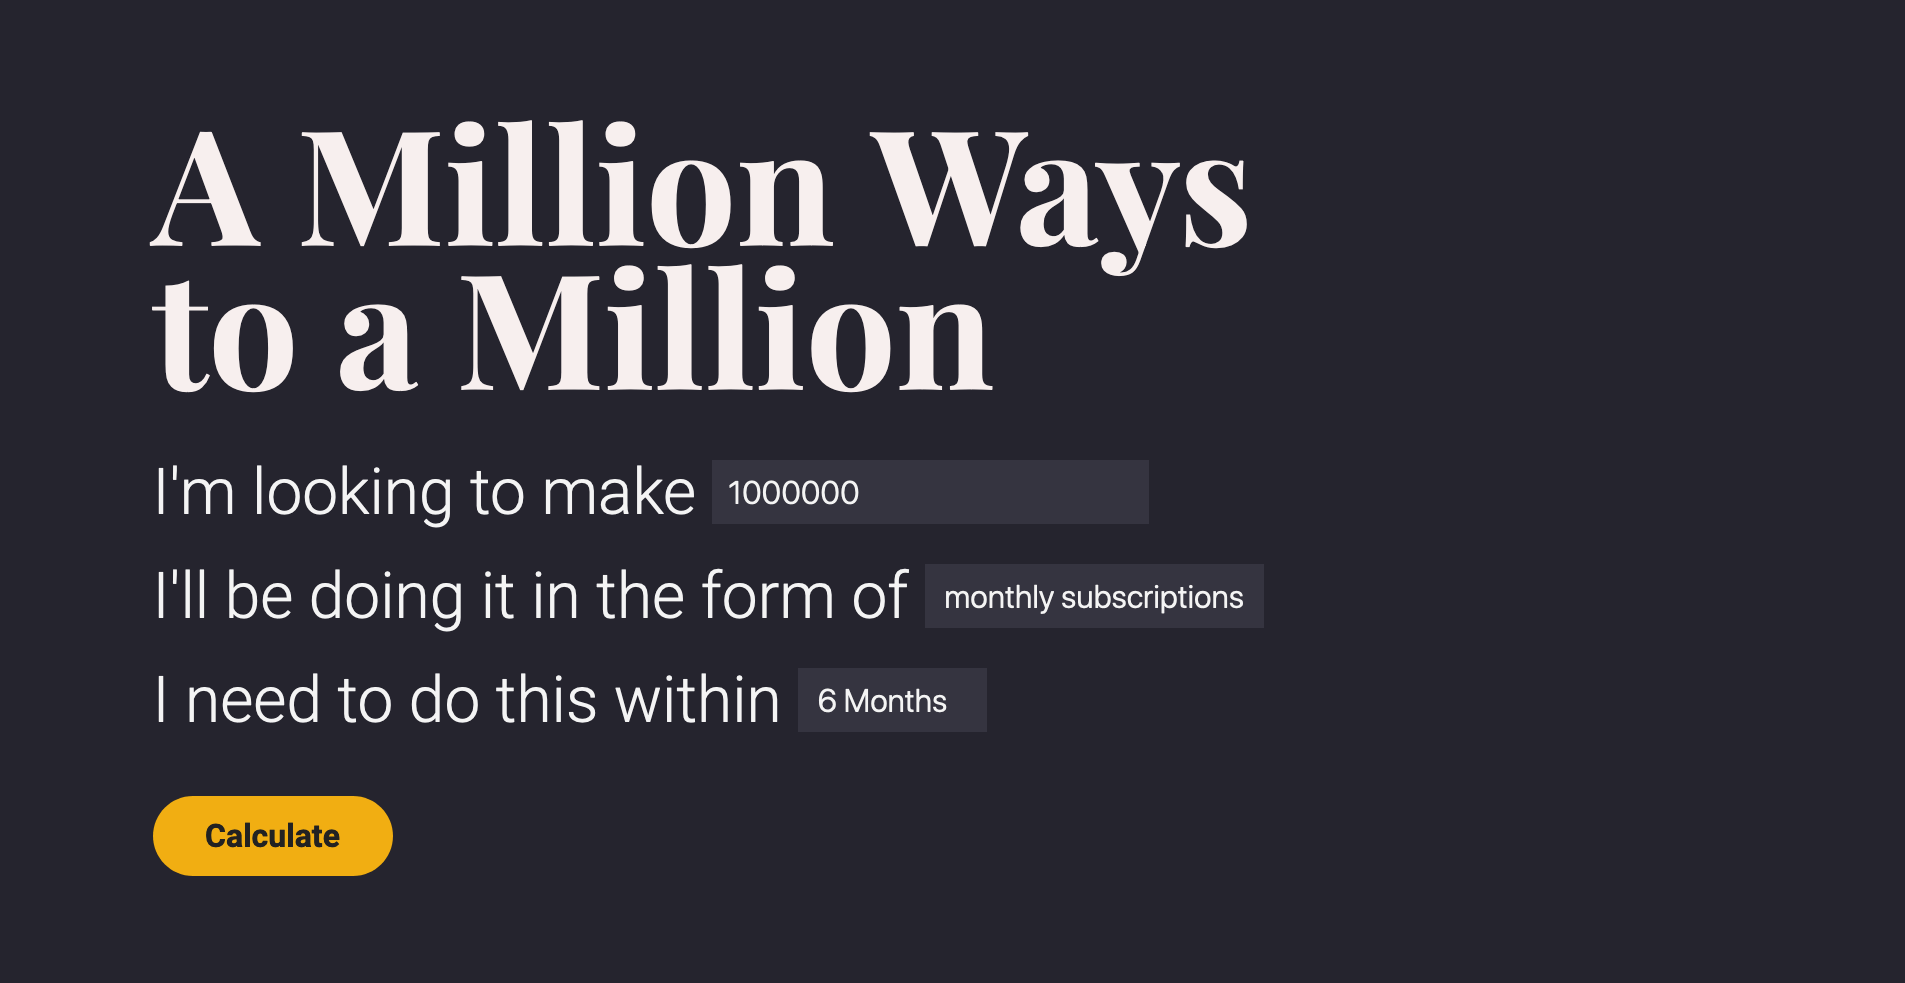 A Million Ways
to a Million
I'm looking to make 1000000
I'll be doing it in the form of monthly subscriptions
I need to do this within 6 Months
Calculate